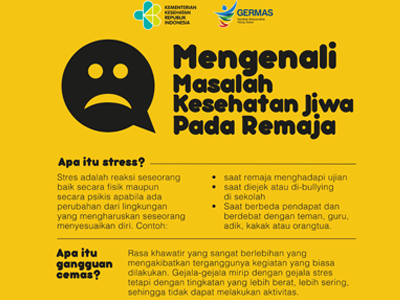 KEMENTERIAN
KESEHATAN
REPUBLIK
INDONESIA
GERMAS
Gerakan Masyarakat
Hidup Sehat
Mengenali
Masalah
Kesehatan Jiwa
Pada Remaja
Apa itu stress?
Stres adalah reaksi seseorang
baik secara fisik maupun
secara psikis apabila ada
perubahan dari lingkungan
yang mengharuskan seseorang
menyesuaikan diri. Contoh:
• saat remaja menghadapi ujian
• saat diejek atau di-bullying
di sekolah
• Saat berbeda pendapat dan
berdebat dengan teman, guru,
adik, kakak atau orangtua.
Apa itu
gangguan
cemas?
Rasa khawatir yang sangat berlebihan yang
mengakibatkan terganggunya kegiatan yang biasa
dilakukan. Gejala-gejala mirip dengan gejala stres
tetapi dengan tingkatan yang lebih berat, lebih sering,
sehingga tidak dapat melakukan aktivitas.